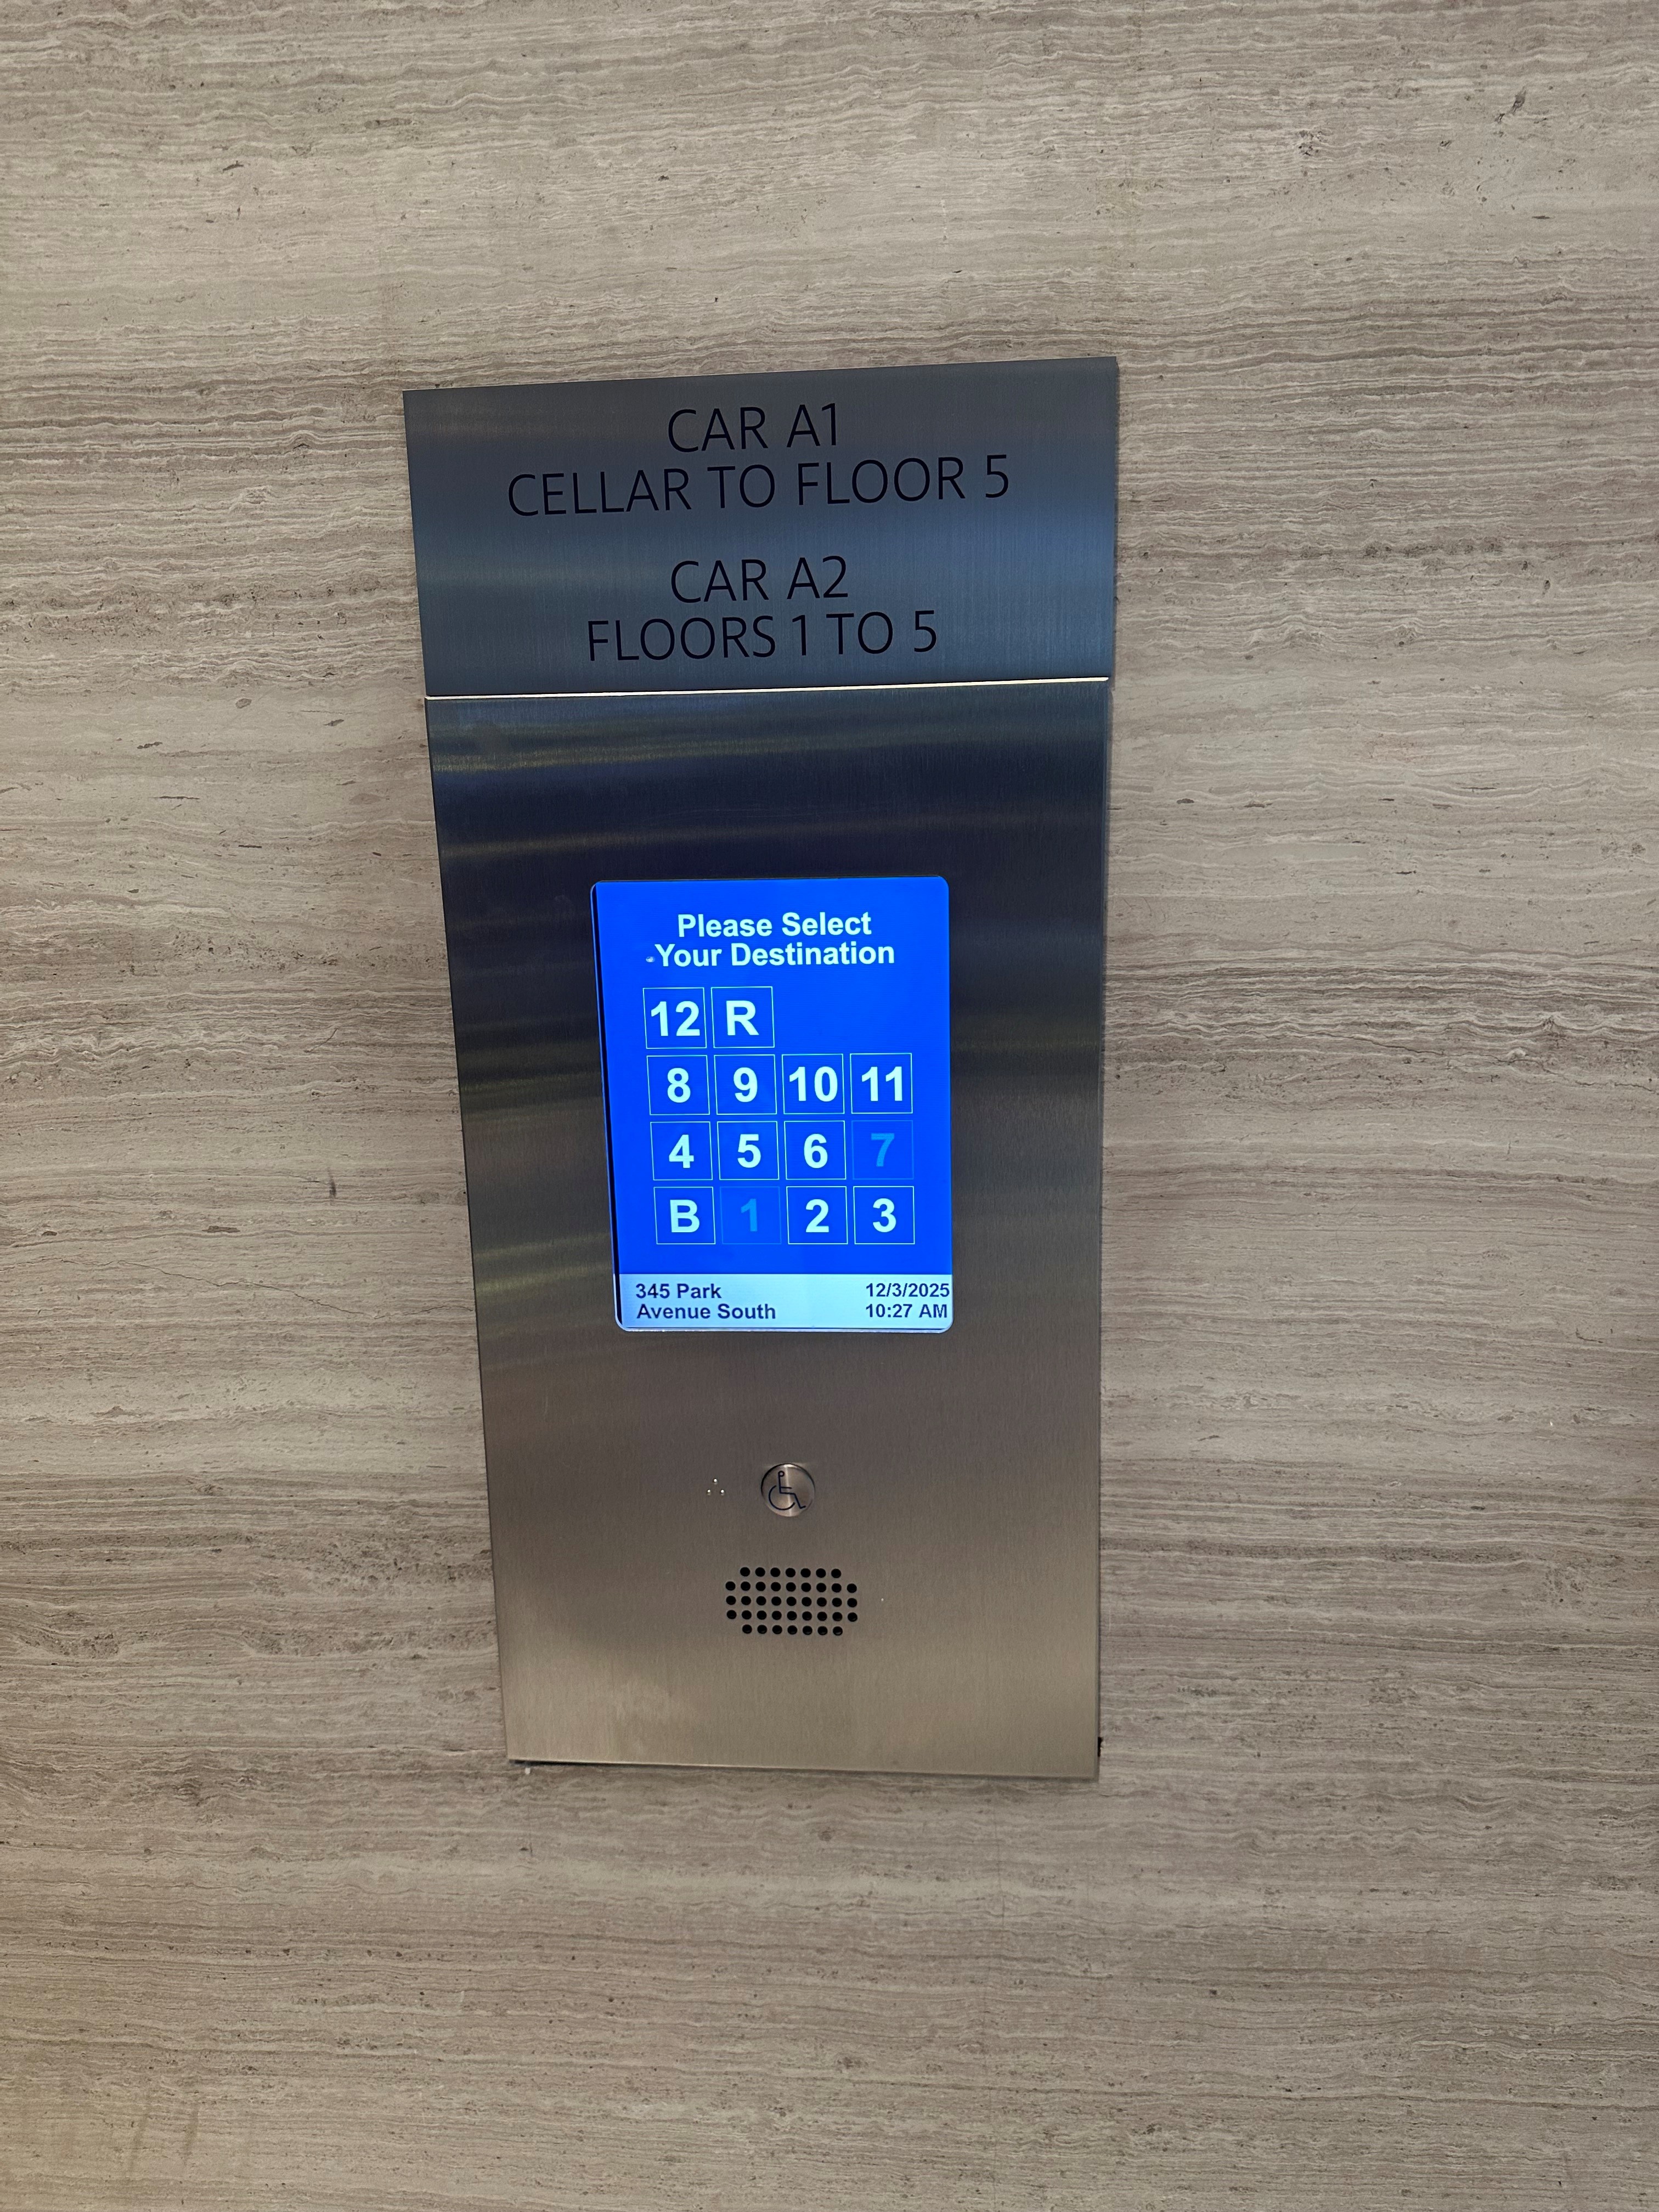 CAR A1
CELLAR TO FLOOR 5
CAR A2
FLOORS 1 TO 5
Please Select
Your Destination
12 R
8 9 10 11
4 5 6 7
B 1 2 3
345 Park 12/3/2025
Avenue South 10:27 AM